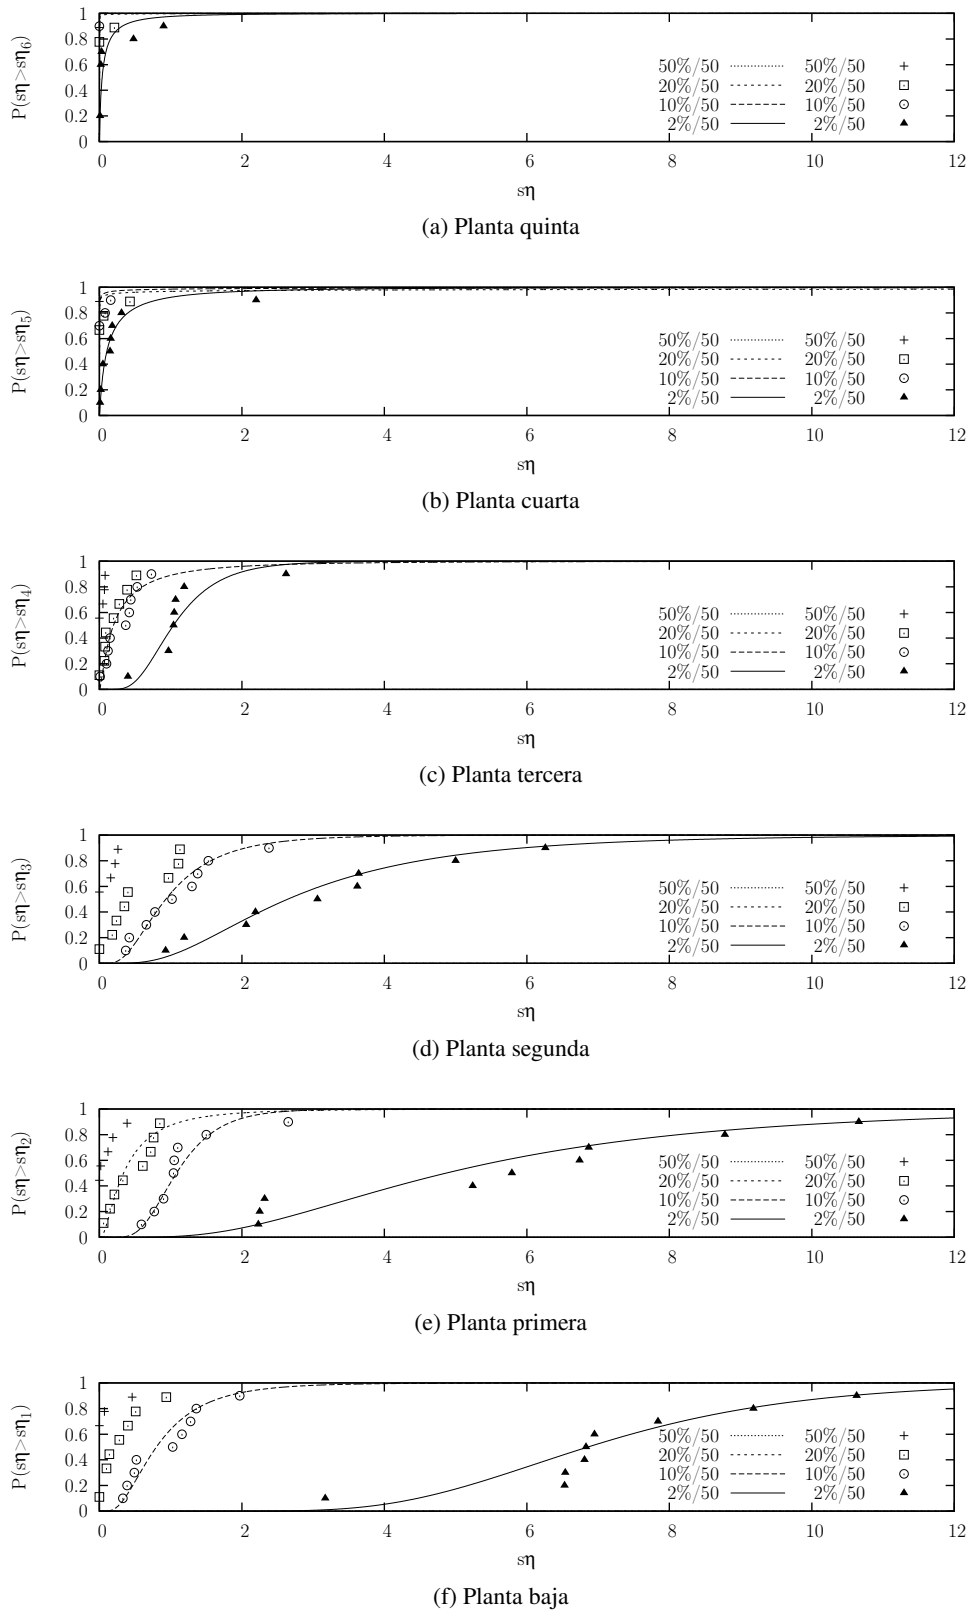 P(sη>sη6)
1
0.8
0.6
0.4
0.2
0
50%/50 50%/50
20%/50 20%/50
10%/50 10%/50
2%/50 2%/50
0 2 4 6 8 10 12
sη
(a) Planta quinta
P(sη>sη5)
1
0.8
0.6
0.4
0.2
0
50%/50 50%/50
20%/50 20%/50
10%/50 10%/50
2%/50 2%/50
0 2 4 6 8 10 12
sη
(b) Planta cuarta
P(sη>sη4)
1
0.8
0.6
0.4
0.2
0
50%/50 50%/50
20%/50 20%/50
10%/50 10%/50
2%/50 2%/50
0 2 4 6 8 10 12
sη
(c) Planta tercera
P(sη>sη3)
1
0.8
0.6
0.4
0.2
0
50%/50 50%/50
20%/50 20%/50
10%/50 10%/50
2%/50 2%/50
0 2 4 6 8 10 12
sη
(d) Planta segunda
P(sη>sη2)
1
0.8
0.6
0.4
0.2
0
50%/50 50%/50
20%/50 20%/50
10%/50 10%/50
2%/50 2%/50
0 2 4 6 8 10 12
sη
(e) Planta primera
P(sη>sη1)
1
0.8
0.6
0.4
0.2
0
50%/50 50%/50
20%/50 20%/50
10%/50 10%/50
2%/50 2%/50
0 2 4 6 8 10 12
sη
(f) Planta baja